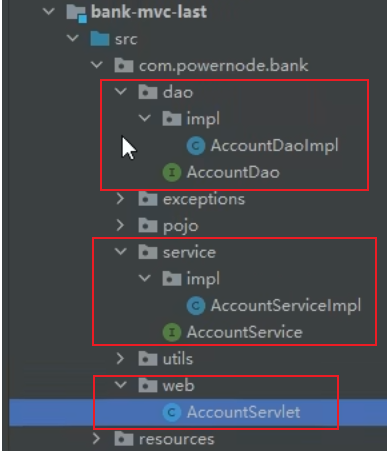 bank-mvc-last
src
com.powernode.bank
dao
impl
C AccountDaoImpl
I AccountDao
exceptions
pojo
service
impl
C AccountServiceImpl
I AccountService
utils
web
C AccountServlet
resources